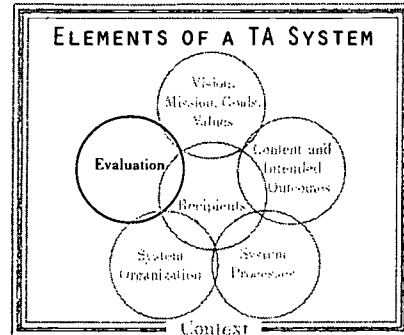 ELEMENTS OF A TA SYSTEM
Vision,
Mission, Goals,
Values
Evaluation
Content and
Intended
Outcomes
Recipients
System
Organization
System
Processes
Context